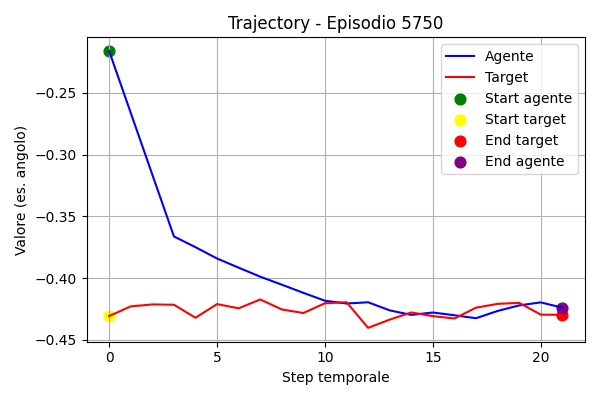 Trajectory - Episodio 5750
Agente
Target
Start agente
Start target
End target
End agente
Valore (es. angolo)
−0.25
−0.30
−0.35
−0.40
−0.45
0
5
10
15
20
Step temporale